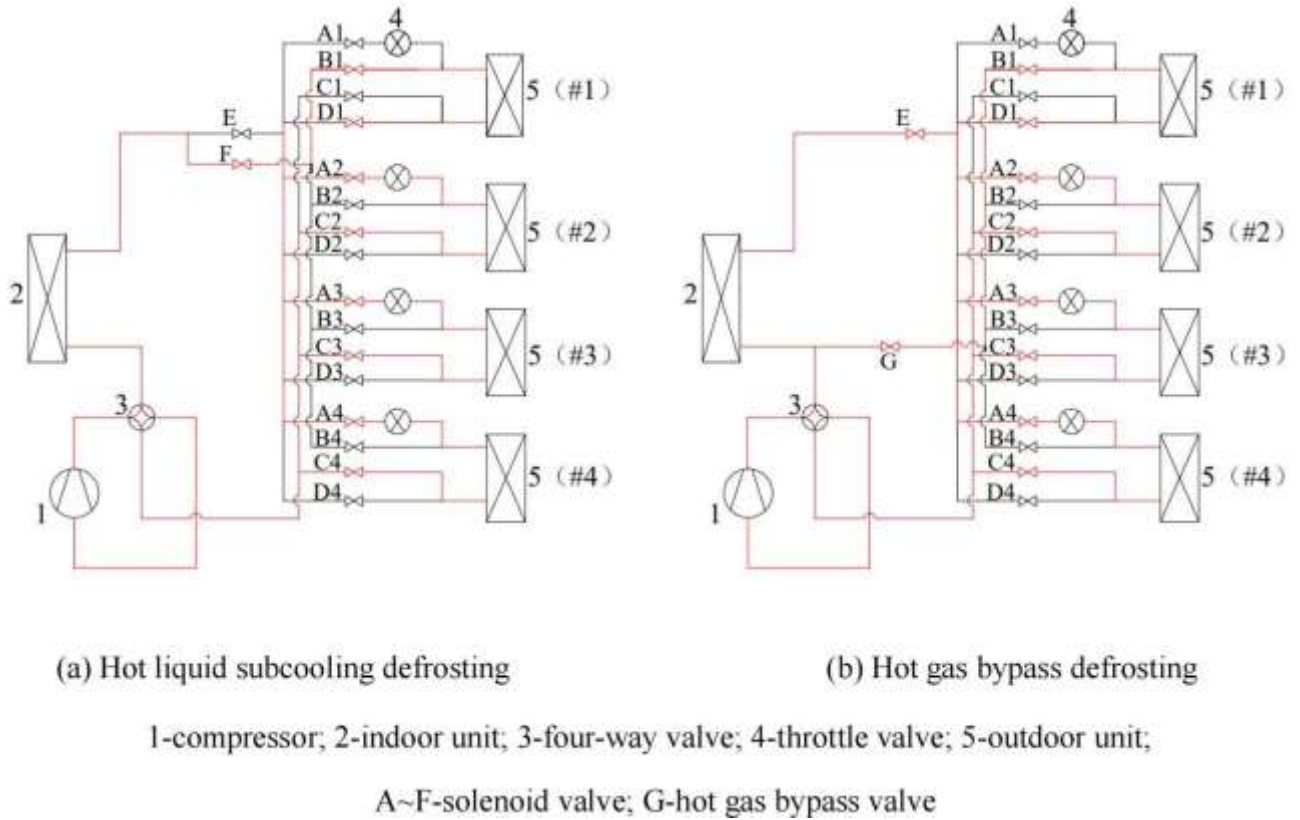 A1
4
B1
C1
D1
5（#1）
E
F
A2
B2
C2
D2
5（#2）
2
A3
B3
C3
D3
5（#3）
3
A4
B4
C4
D4
5（#4）
1
A1
4
B1
C1
D1
5（#1）
E
A2
B2
C2
D2
5（#2）
2
A3
B3
C3
D3
5（#3）
G
3
A4
B4
C4
D4
5（#4）
1
(a) Hot liquid subcooling defrosting
(b) Hot gas bypass defrosting
1-compressor; 2-indoor unit; 3-four-way valve; 4-throttle valve; 5-outdoor unit;
A~F-solenoid valve; G-hot gas bypass valve